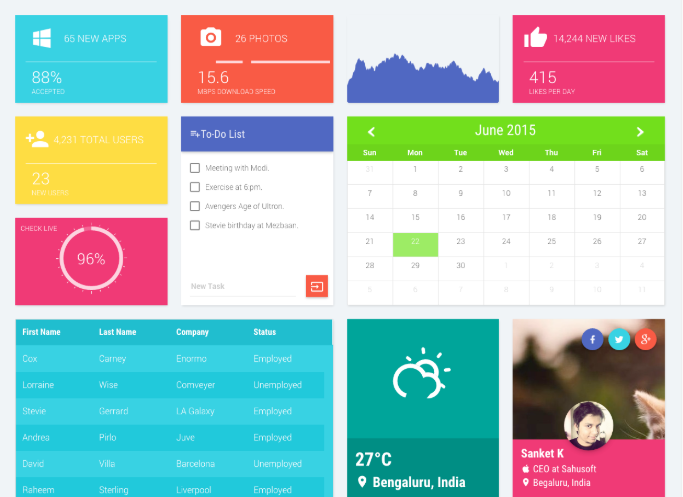 65 NEW APPS
88%
ACCEPTED
26 PHOTOS
15.6
MBPS DOWNLOAD SPEED
14,244 NEW LIKES
415
LIKES PER DAY
4,231 TOTAL USERS
23
NEW USERS
CHECK LIVE
96%
To-Do List
Meeting with Modi.
Exercise at 6:pm.
Avengers Age of Ultron.
Stevie birthday at Mezbaan.
New Task
June 2015
Sun Mon Tue Wed Thu Fri Sat
31 1 2 3 4 5 6
7 8 9 10 11 12 13
14 15 16 17 18 19 20
21 22 23 24 25 26 27
28 29 30 1 2 3 4
5 6 7 8 9 10 11
First Name Last Name Company Status
Cox Carney Enormo Employed
Lorraine Wise Comveyer Unemployed
Stevie Gerrard LA Galaxy Employed
Andrea Pirlo Juve Employed
David Villa Barcelona Unemployed
Raheem Sterling Liverpool Employed
27°C
Bengaluru, India
f
g+
Sanket K
CEO at Sahusoft
Begaluru, India